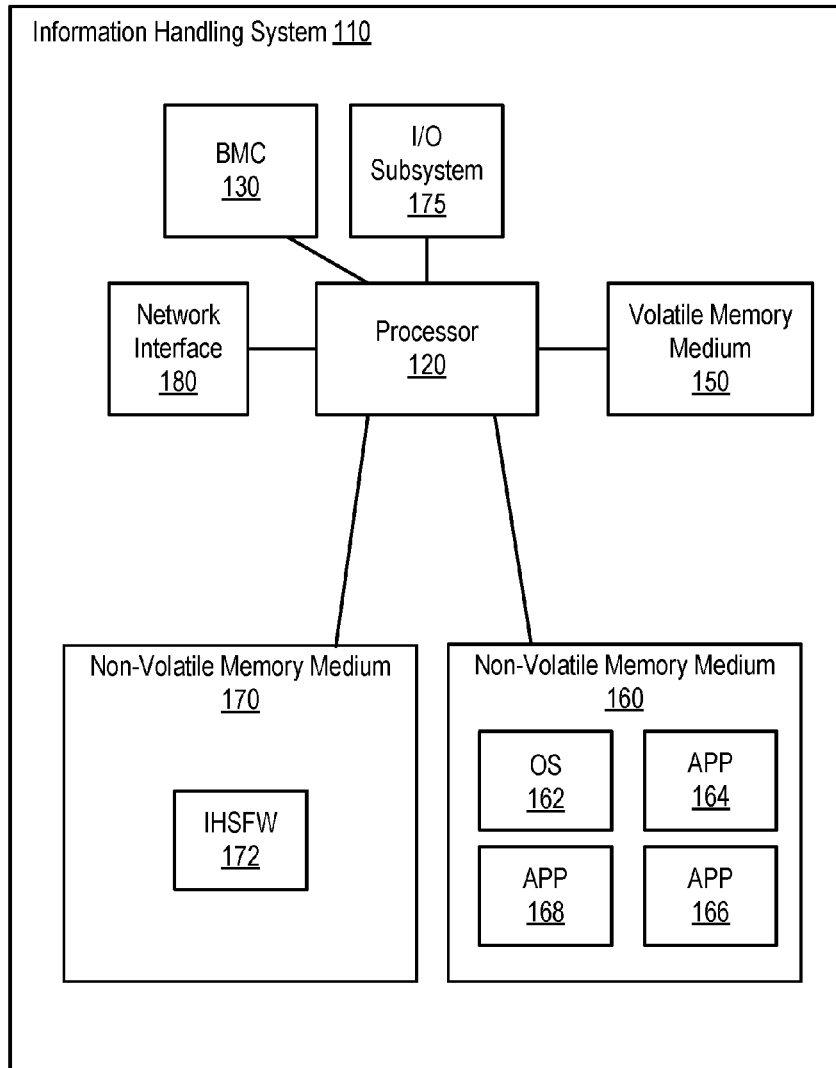 Information Handling System 110
BMC
130
I/O
Subsystem
175
Network
Interface
180
Processor
120
Volatile Memory
Medium
150
Non-Volatile Memory Medium
170
IHSFW
172
Non-Volatile Memory Medium
160
OS
162
APP
164
APP
168
APP
166